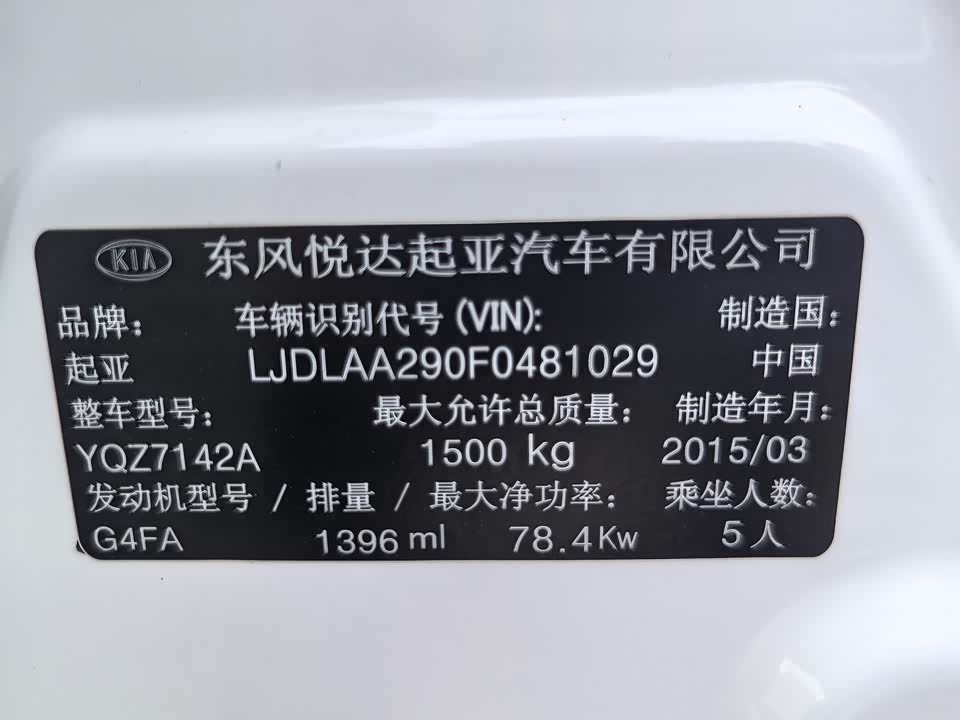 KIA 东风悦达起亚汽车有限公司
品牌： 车辆识别代号(VIN): 制造国：
起亚 LJDLAA290F0481029 中国
整车型号： 最大允许总质量： 制造年月：
YQZ7142A 1500 kg 2015/03
发动机型号 / 排量 / 最大净功率： 乘坐人数：
G4FA 1396 ml 78.4Kw 5人